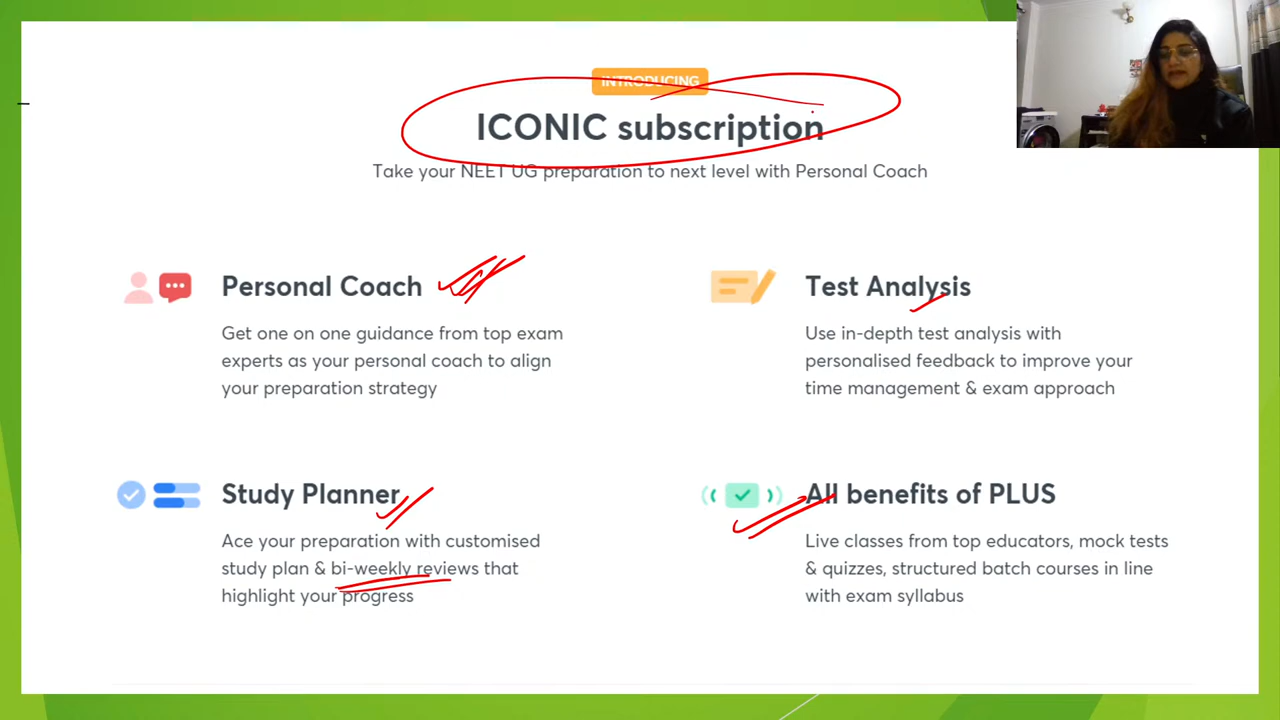 INTRODUCING
ICONIC subscription
Take your NEET UG preparation to next level with Personal Coach
Personal Coach
Get one on one guidance from top exam
experts as your personal coach to align
your preparation strategy
Test Analysis
Use in-depth test analysis with
personalised feedback to improve your
time management & exam approach
Study Planner
Ace your preparation with customised
study plan & bi-weekly reviews that
highlight your progress
All benefits of PLUS
Live classes from top educators, mock tests
& quizzes, structured batch courses in line
with exam syllabus